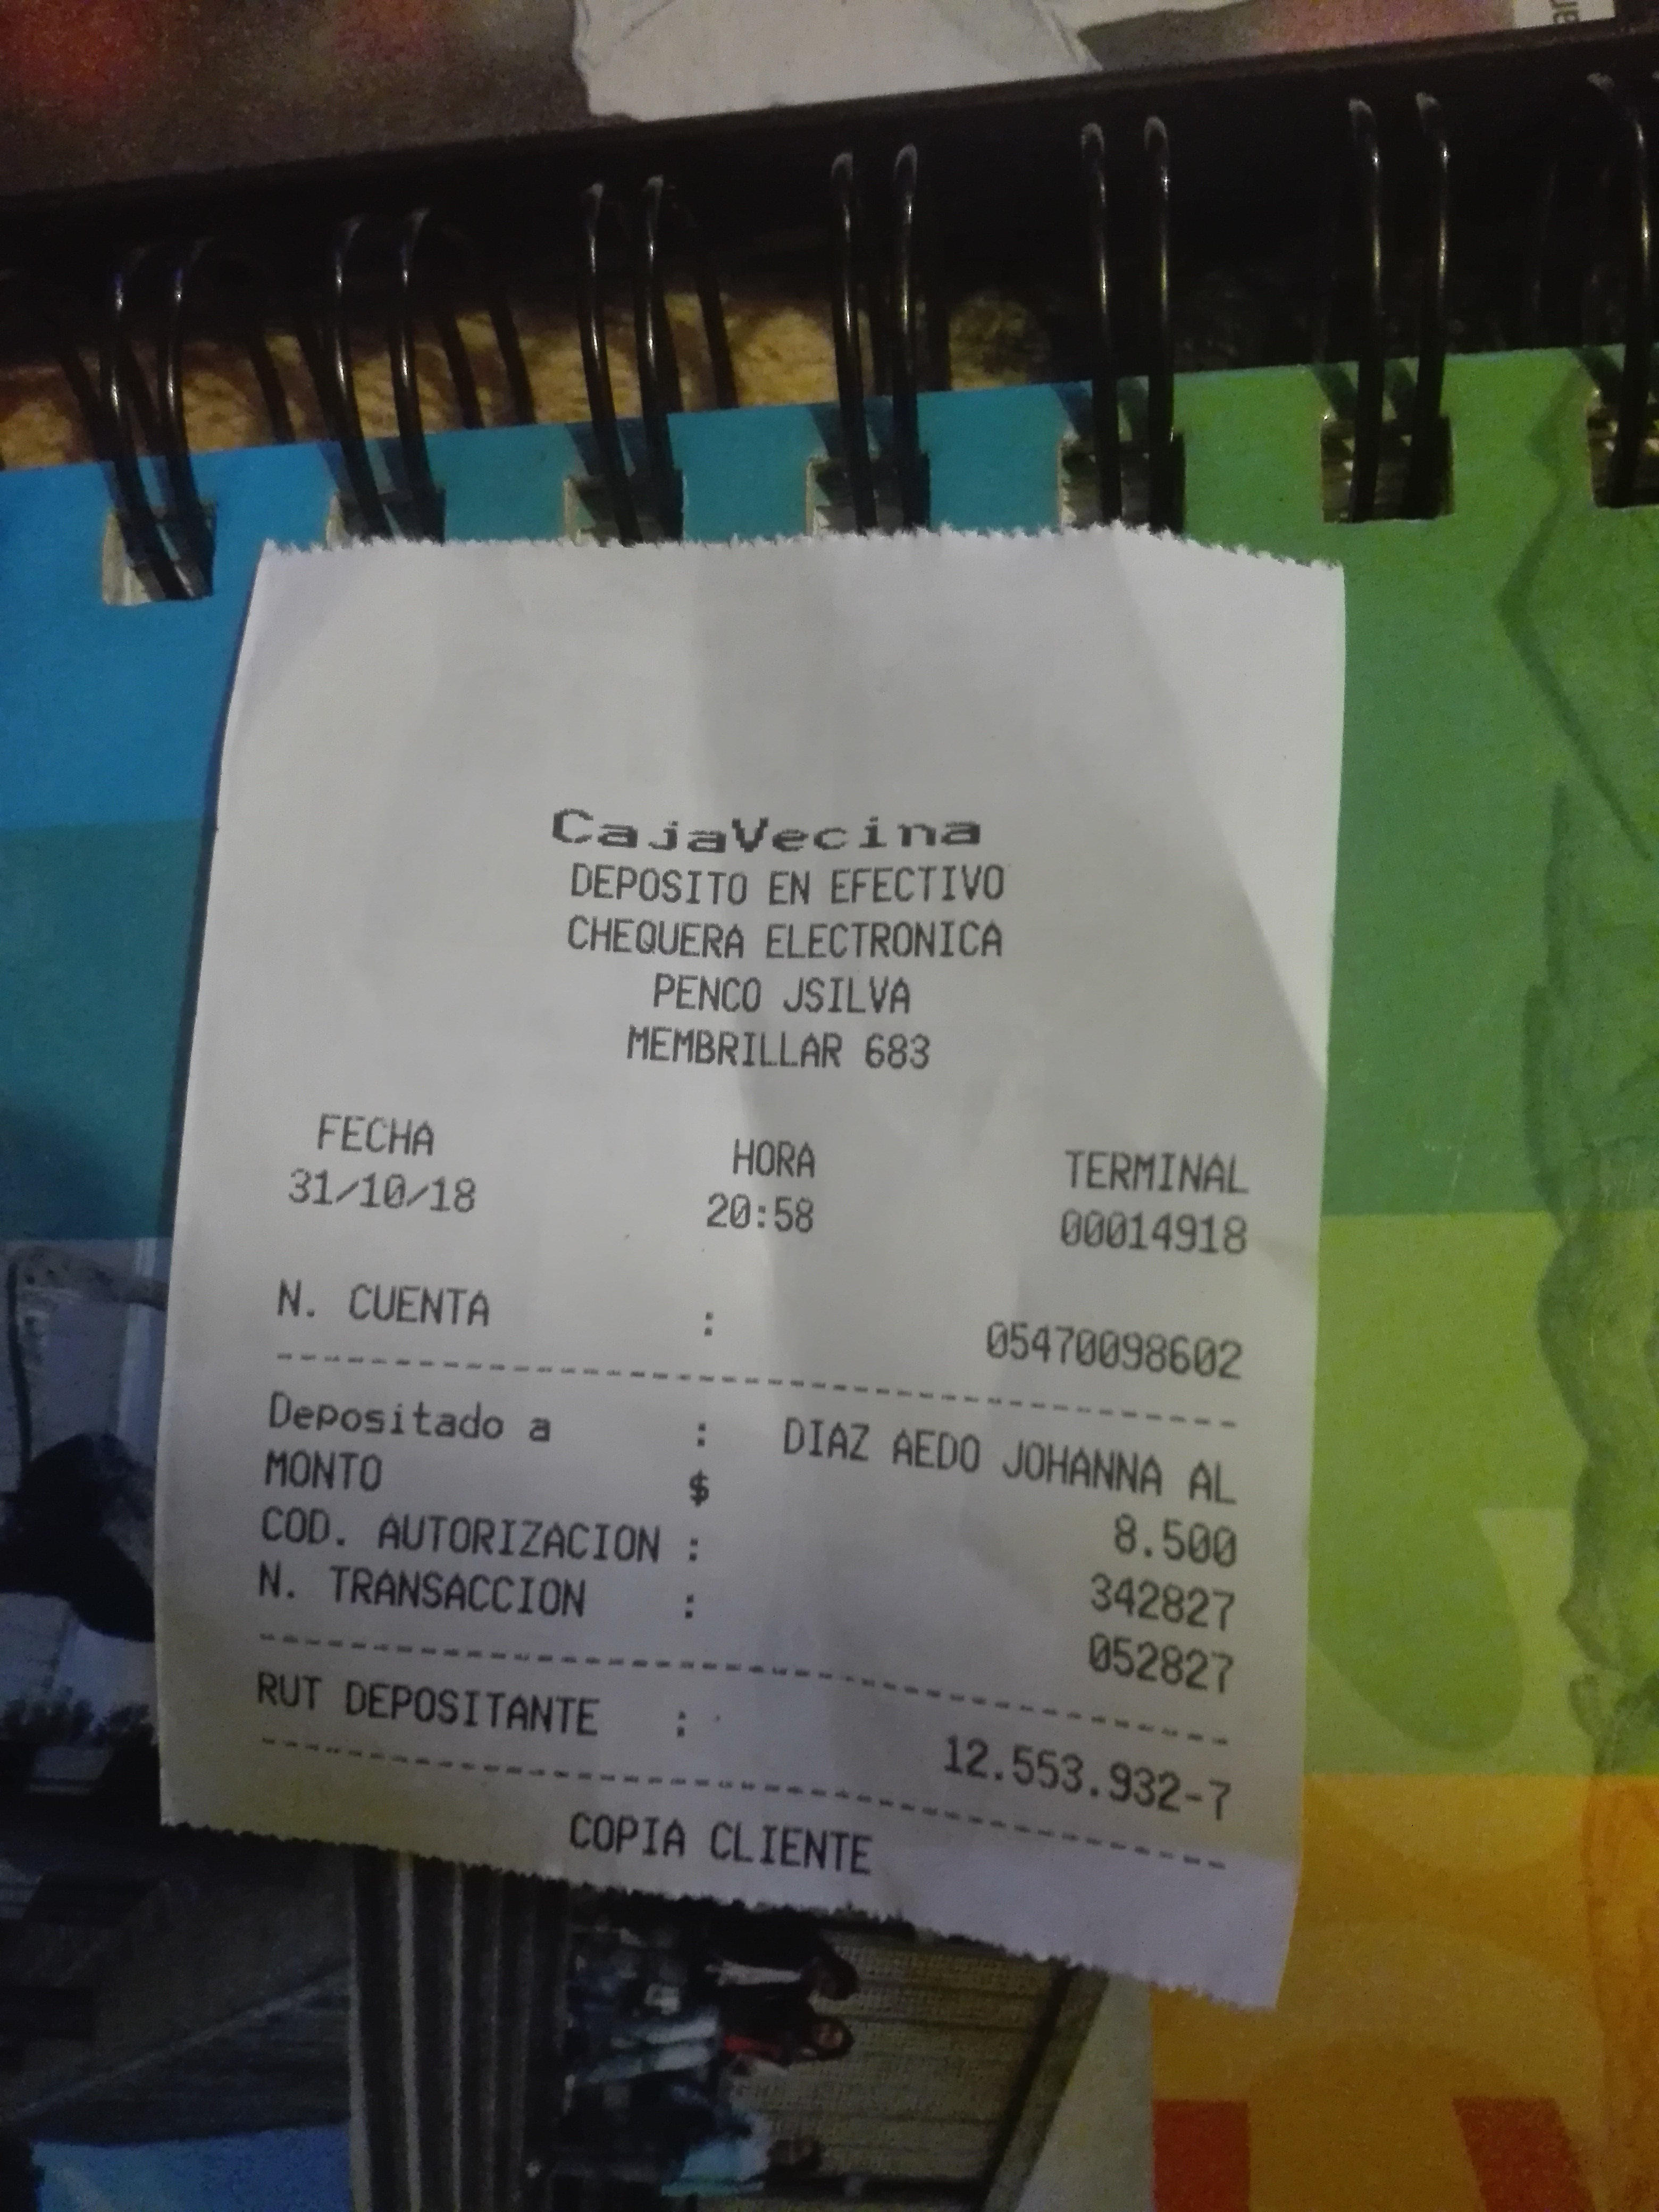 CajaVecina
DEPOSITO EN EFECTIVO
CHEQUERA ELECTRONICA
PENCO JSILVA
MEMBRILLAR 683
FECHA HORA TERMINAL
31/10/18 20:58 00014918
N. CUENTA : 05470098602
Depositado a : DIAZ AEDO JOHANNA AL
MONTO $ 8.500
COD. AUTORIZACION : 342827
N. TRANSACCION : 052827
RUT DEPOSITANTE : 12.553.932-7
COPIA CLIENTE